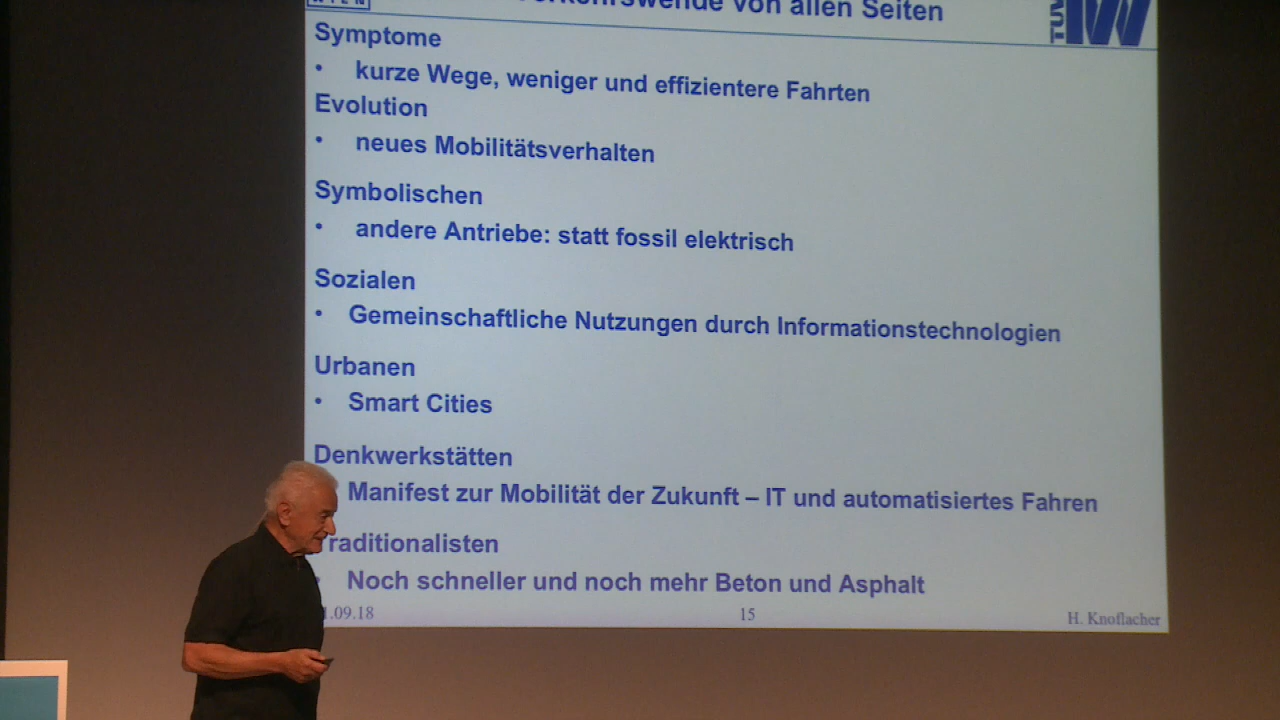 von allen Seiten
TUW
Symptome
• kurze Wege, weniger und effizientere Fahrten
Evolution
• neues Mobilitätsverhalten
Symbolischen
• andere Antriebe: statt fossil elektrisch
Sozialen
• Gemeinschaftliche Nutzungen durch Informationstechnologien
Urbanen
• Smart Cities
Denkwerkstätten
Manifest zur Mobilität der Zukunft – IT und automatisiertes Fahren
Traditionalisten
• Noch schneller und noch mehr Beton und Asphalt
1.09.18 15 H. Knoflacher